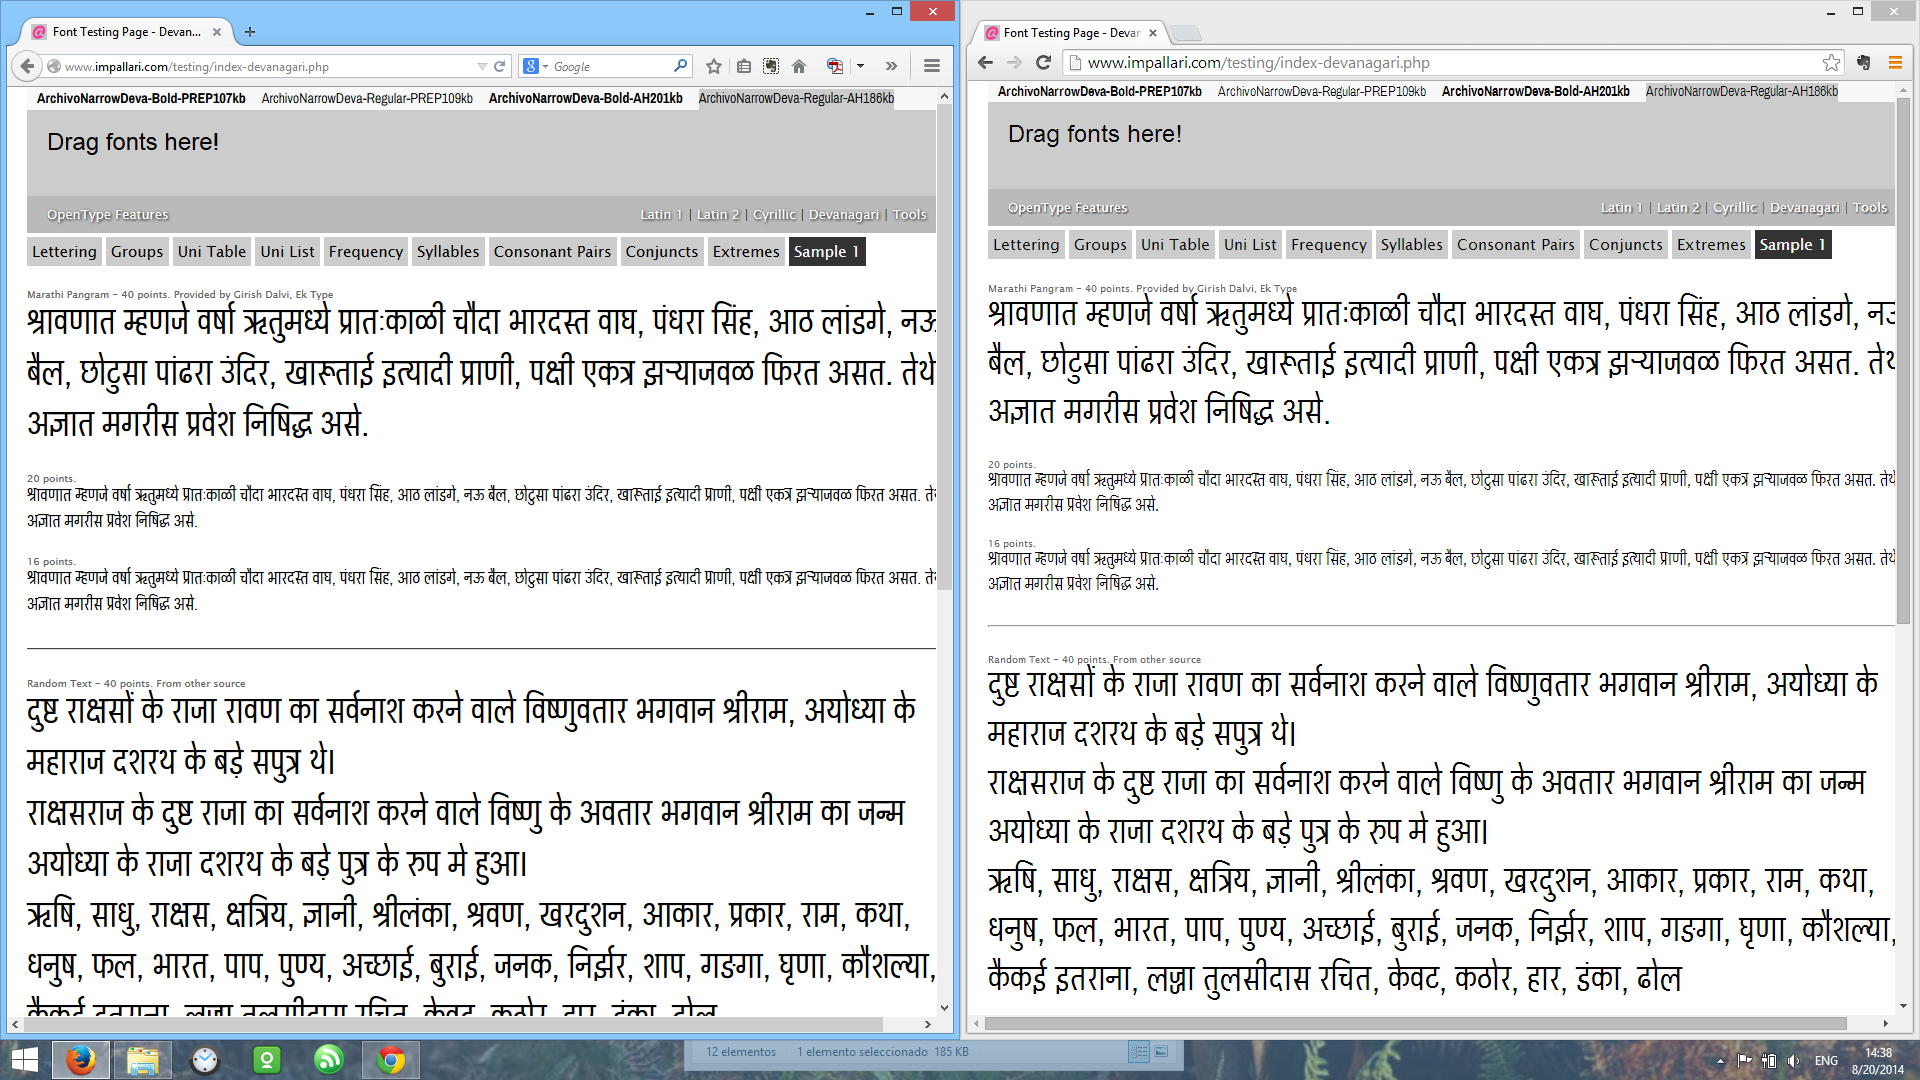 Font Testing Page - Devan...
www.impallari.com/testing/index-devanagari.php
Google
ArchivoNarrowDeva-Bold-PREP107kb ArchivoNarrowDeva-Regular-PREP109kb ArchivoNarrowDeva-Bold-AH201kb ArchivoNarrowDeva-Regular-AH186kb
Drag fonts here!
OpenType Features Latin 1 | Latin 2 | Cyrillic | Devanagari | Tools
Lettering Groups Uni Table Uni List Frequency Syllables Consonant Pairs Conjuncts Extremes Sample 1
Marathi Pangram - 40 points. Provided by Girish Dalvi, Ek Type
श्रावणात म्हणजे वर्षा ऋतुमध्ये प्रातःकाळी चौदा भारदस्त वाघ, पंधरा सिंह, आठ लांडगे, नऊ
बैल, छोटुसा पांढरा उंदिर, खारूताई इत्यादी प्राणी, पक्षी एकत्र झऱ्याजवळ फिरत असत. तेथे
अज्ञात मगरीस प्रवेश निषिद्ध असे.
20 points.
श्रावणात म्हणजे वर्षा ऋतुमध्ये प्रातःकाळी चौदा भारदस्त वाघ, पंधरा सिंह, आठ लांडगे, नऊ बैल, छोटुसा पांढरा उंदिर, खारूताई इत्यादी प्राणी, पक्षी एकत्र झऱ्याजवळ फिरत असत. तेथे
अज्ञात मगरीस प्रवेश निषिद्ध असे.
16 points.
श्रावणात म्हणजे वर्षा ऋतुमध्ये प्रातःकाळी चौदा भारदस्त वाघ, पंधरा सिंह, आठ लांडगे, नऊ बैल, छोटुसा पांढरा उंदिर, खारूताई इत्यादी प्राणी, पक्षी एकत्र झऱ्याजवळ फिरत असत. तेथे
अज्ञात मगरीस प्रवेश निषिद्ध असे.
Random Text - 40 points. From other source
दुष्ट राक्षसों के राजा रावण का सर्वनाश करने वाले विष्णुवतार भगवान श्रीराम, अयोध्या के
महाराज दशरथ के बड़े सपुत्र थे।
राक्षसराज के दुष्ट राजा का सर्वनाश करने वाले विष्णु के अवतार भगवान श्रीराम का जन्म
अयोध्या के राजा दशरथ के बड़े पुत्र के रुप मे हुआ।
ऋषि, साधु, राक्षस, क्षत्रिय, ज्ञानी, श्रीलंका, श्रवण, खरदुशन, आकार, प्रकार, राम, कथा,
धनुष, फल, भारत, पाप, पुण्य, अच्छाई, बुराई, जनक, निर्झर, शाप, गङगा, घृणा, कौशल्या,
कैकई इतराना, लज्जा तुलसीदास रचित, केवट, कठोर, हार, डंका, ढोल
Font Testing Page - Devan
www.impallari.com/testing/index-devanagari.php
ArchivoNarrowDeva-Bold-PREP107kb ArchivoNarrowDeva-Regular-PREP109kb ArchivoNarrowDeva-Bold-AH201kb ArchivoNarrowDeva-Regular-AH186kb
Drag fonts here!
OpenType Features Latin 1 | Latin 2 | Cyrillic | Devanagari | Tools
Lettering Groups Uni Table Uni List Frequency Syllables Consonant Pairs Conjuncts Extremes Sample 1
Marathi Pangram - 40 points. Provided by Girish Dalvi, Ek Type
श्रावणात म्हणजे वर्षा ऋतुमध्ये प्रातःकाळी चौदा भारदस्त वाघ, पंधरा सिंह, आठ लांडगे, नऊ
बैल, छोटुसा पांढरा उंदिर, खारूताई इत्यादी प्राणी, पक्षी एकत्र झऱ्याजवळ फिरत असत. तेथे
अज्ञात मगरीस प्रवेश निषिद्ध असे.
20 points.
श्रावणात म्हणजे वर्षा ऋतुमध्ये प्रातःकाळी चौदा भारदस्त वाघ, पंधरा सिंह, आठ लांडगे, नऊ बैल, छोटुसा पांढरा उंदिर, खारूताई इत्यादी प्राणी, पक्षी एकत्र झऱ्याजवळ फिरत असत. तेथे
अज्ञात मगरीस प्रवेश निषिद्ध असे.
16 points.
श्रावणात म्हणजे वर्षा ऋतुमध्ये प्रातःकाळी चौदा भारदस्त वाघ, पंधरा सिंह, आठ लांडगे, नऊ बैल, छोटुसा पांढरा उंदिर, खारूताई इत्यादी प्राणी, पक्षी एकत्र झऱ्याजवळ फिरत असत. तेथे
अज्ञात मगरीस प्रवेश निषिद्ध असे.
Random Text - 40 points. From other source
दुष्ट राक्षसों के राजा रावण का सर्वनाश करने वाले विष्णुवतार भगवान श्रीराम, अयोध्या के
महाराज दशरथ के बड़े सपुत्र थे।
राक्षसराज के दुष्ट राजा का सर्वनाश करने वाले विष्णु के अवतार भगवान श्रीराम का जन्म
अयोध्या के राजा दशरथ के बड़े पुत्र के रुप मे हुआ।
ऋषि, साधु, राक्षस, क्षत्रिय, ज्ञानी, श्रीलंका, श्रवण, खरदुशन, आकार, प्रकार, राम, कथा,
धनुष, फल, भारत, पाप, पुण्य, अच्छाई, बुराई, जनक, निर्झर, शाप, गङगा, घृणा, कौशल्या,
कैकई इतराना, लज्जा तुलसीदास रचित, केवट, कठोर, हार, डंका, ढोल
12 elementos 1 elemento seleccionado 185 KB
ENG
14:38
8/20/2014